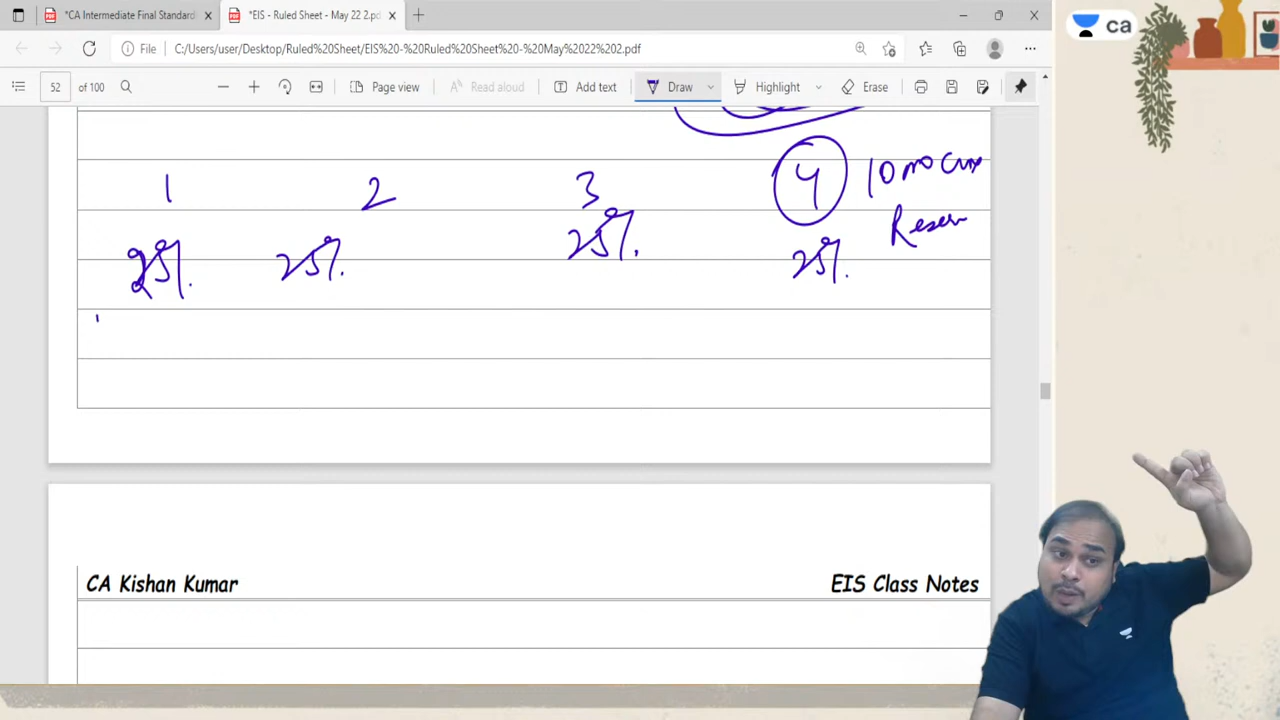 *CA Intermediate Final Standard
*EIS - Ruled Sheet - May 22 2.pd
File
C:/Users/user/Desktop/Ruled%20Sheet/EIS%20-%20Ruled%20Sheet%20-%20May%2022%202.pdf
52 of 100
Page view
Read aloud
Add text
Draw
Highlight
Erase
ca
1 2 3 4 10
25% 25% 25% 25%
CA Kishan Kumar
EIS Class Notes